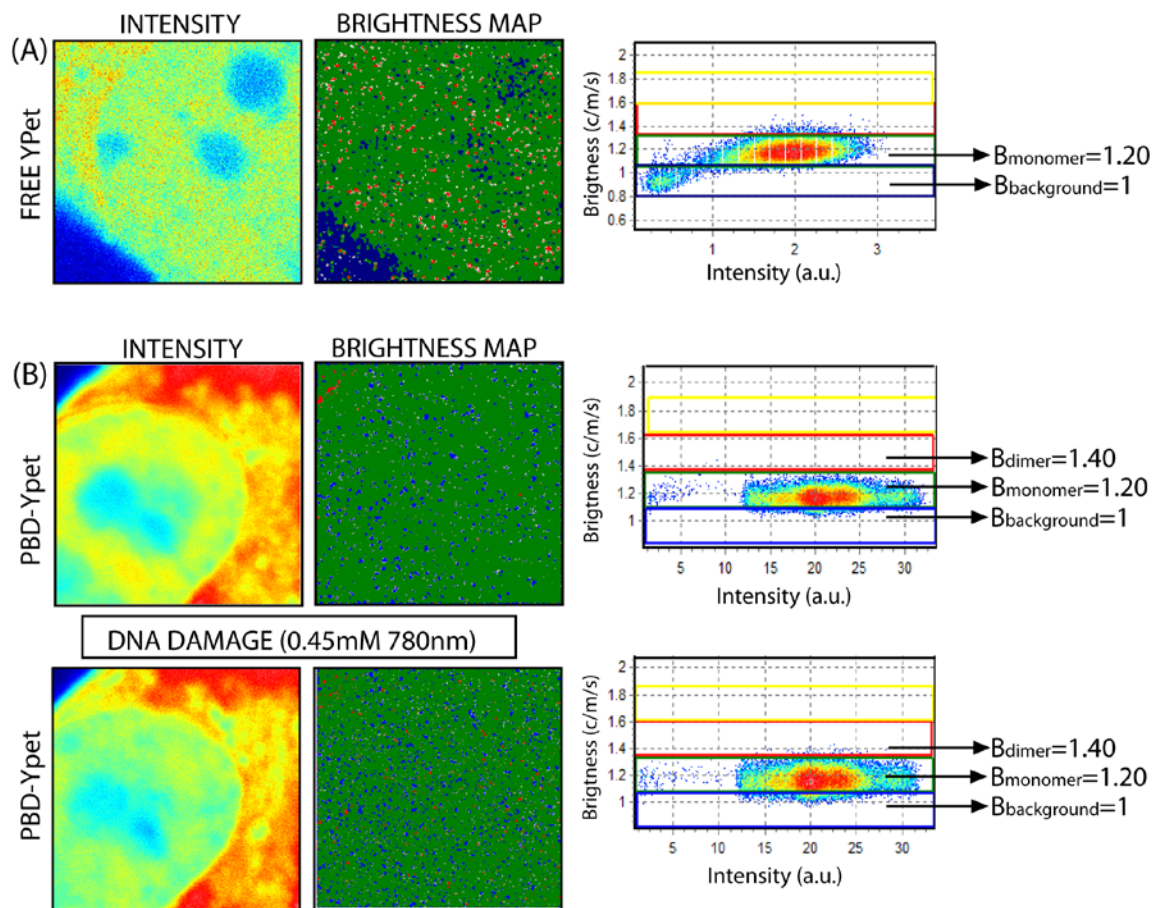 (A)
INTENSITY
BRIGHTNESS MAP
FREE YPET
Brigtness (c/m/s)
2
1.8
1.6
1.4
1.2
1
0.8
0.6
1 2 3
Intensity (a.u.)
Bmonomer=1.20
Bbackground=1
(B)
INTENSITY
BRIGHTNESS MAP
PBD-Ypet
Brightness (c/m/s)
2
1.8
1.6
1.4
1.2
1
5 10 15 20 25 30
Intensity (a.u.)
Bdimer=1.40
Bmonomer=1.20
Bbackground=1
DNA DAMAGE (0.45mM 780nm)
PBD-Ypet
Brightness (c/m/s)
2
1.8
1.6
1.4
1.2
1
5 10 15 20 25 30
Intensity (a.u.)
Bdimer=1.40
Bmonomer=1.20
Bbackground=1